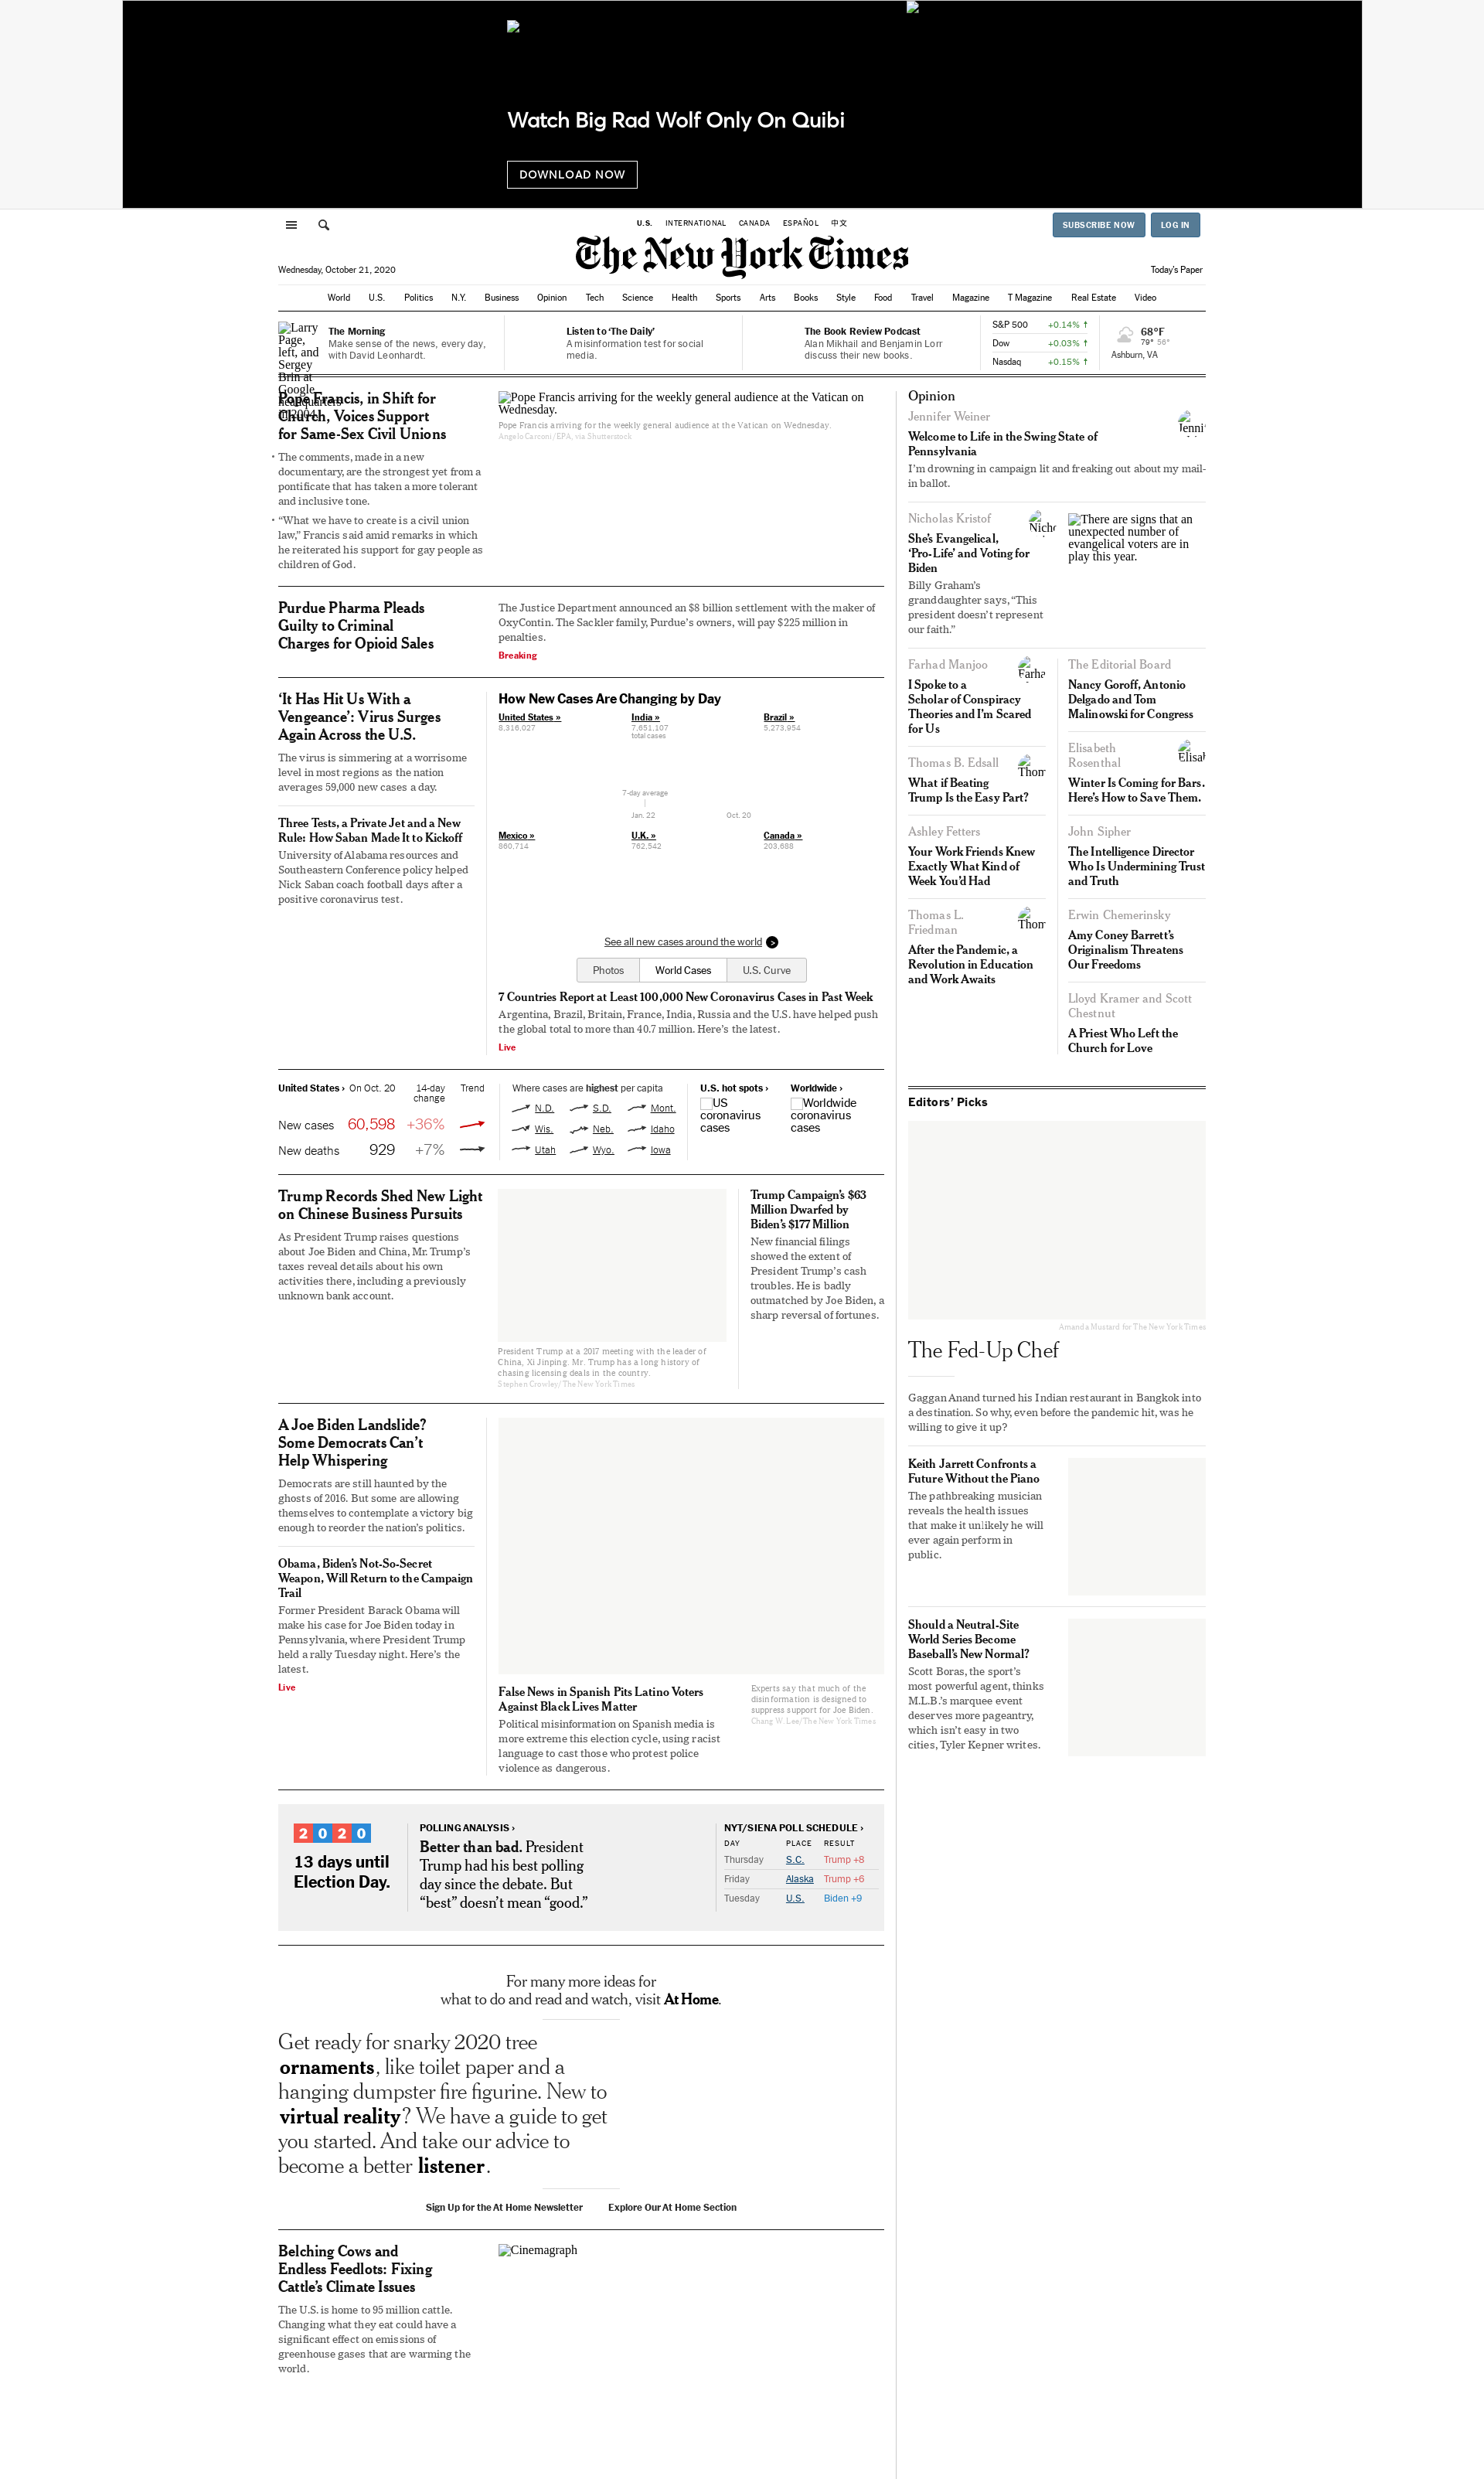 Watch Big Rad Wolf Only On Quibi
DOWNLOAD NOW
U.S. INTERNATIONAL CANADA ESPAÑOL 中文
SUBSCRIBE NOW LOG IN
The New York Times
Wednesday, October 21, 2020
Today's Paper
World U.S. Politics N.Y. Business Opinion Tech Science Health Sports Arts Books Style Food Travel Magazine T Magazine Real Estate Video
Larry
Page,
left, and
Sergey
Brin at
Google
headquarters
in 2004.
The Morning
Make sense of the news, every day,
with David Leonhardt.
Listen to ‘The Daily’
A misinformation test for social
media.
The Book Review Podcast
Alan Mikhail and Benjamin Lorr
discuss their new books.
S&P 500 +0.14% ↑
Dow +0.03% ↑
Nasdaq +0.15% ↑
68°F
79° 56°
Ashburn, VA
Pope Francis, in Shift for
Church, Voices Support
for Same-Sex Civil Unions
• The comments, made in a new
documentary, are the strongest yet from a
pontificate that has taken a more tolerant
and inclusive tone.
• “What we have to create is a civil union
law,” Francis said amid remarks in which
he reiterated his support for gay people as
children of God.
Pope Francis arriving for the weekly general audience at the Vatican on
Wednesday.
Pope Francis arriving for the weekly general audience at the Vatican on Wednesday.
Angelo Carconi/EPA, via Shutterstock
Purdue Pharma Pleads
Guilty to Criminal
Charges for Opioid Sales
The Justice Department announced an $8 billion settlement with the maker of
OxyContin. The Sackler family, Purdue’s owners, will pay $225 million in
penalties.
Breaking
‘It Has Hit Us With a
Vengeance’: Virus Surges
Again Across the U.S.
The virus is simmering at a worrisome
level in most regions as the nation
averages 59,000 new cases a day.
Three Tests, a Private Jet and a New
Rule: How Saban Made It to Kickoff
University of Alabama resources and
Southeastern Conference policy helped
Nick Saban coach football days after a
positive coronavirus test.
How New Cases Are Changing by Day
United States » India » Brazil »
8,316,027 7,651,107 5,273,954
total cases
7-day average
Jan. 22 Oct. 20
Mexico » U.K. » Canada »
860,714 762,542 203,688
See all new cases around the world >
Photos World Cases U.S. Curve
7 Countries Report at Least 100,000 New Coronavirus Cases in Past Week
Argentina, Brazil, Britain, France, India, Russia and the U.S. have helped push
the global total to more than 40.7 million. Here’s the latest.
Live
United States › On Oct. 20 14-day Trend
change
New cases 60,598 +36%
New deaths 929 +7%
Where cases are highest per capita
N.D. S.D. Mont.
Wis. Neb. Idaho
Utah Wyo. Iowa
U.S. hot spots ›
US
coronavirus
cases
Worldwide ›
Worldwide
coronavirus
cases
Trump Records Shed New Light
on Chinese Business Pursuits
As President Trump raises questions
about Joe Biden and China, Mr. Trump’s
taxes reveal details about his own
activities there, including a previously
unknown bank account.
President Trump at a 2017 meeting with the leader of
China, Xi Jinping. Mr. Trump has a long history of
chasing licensing deals in the country.
Stephen Crowley/The New York Times
Trump Campaign’s $63
Million Dwarfed by
Biden’s $177 Million
New financial filings
showed the extent of
President Trump’s cash
troubles. He is badly
outmatched by Joe Biden, a
sharp reversal of fortunes.
A Joe Biden Landslide?
Some Democrats Can’t
Help Whispering
Democrats are still haunted by the
ghosts of 2016. But some are allowing
themselves to contemplate a victory big
enough to reorder the nation’s politics.
Obama, Biden’s Not-So-Secret
Weapon, Will Return to the Campaign
Trail
Former President Barack Obama will
make his case for Joe Biden today in
Pennsylvania, where President Trump
held a rally Tuesday night. Here’s the
latest.
Live
False News in Spanish Pits Latino Voters
Against Black Lives Matter
Political misinformation on Spanish media is
more extreme this election cycle, using racist
language to cast those who protest police
violence as dangerous.
Experts say that much of the
disinformation is designed to
suppress support for Joe Biden.
Chang W. Lee/The New York Times
2020
13 days until
Election Day.
POLLING ANALYSIS ›
Better than bad. President
Trump had his best polling
day since the debate. But
“best” doesn’t mean “good.”
NYT/SIENA POLL SCHEDULE ›
DAY PLACE RESULT
Thursday S.C. Trump +8
Friday Alaska Trump +6
Tuesday U.S. Biden +9
For many more ideas for
what to do and read and watch, visit At Home.
Get ready for snarky 2020 tree
ornaments, like toilet paper and a
hanging dumpster fire figurine. New to
virtual reality? We have a guide to get
you started. And take our advice to
become a better listener.
Sign Up for the At Home Newsletter Explore Our At Home Section
Belching Cows and
Endless Feedlots: Fixing
Cattle’s Climate Issues
The U.S. is home to 95 million cattle.
Changing what they eat could have a
significant effect on emissions of
greenhouse gases that are warming the
world.
Cinemagraph
Opinion
Jennifer Weiner
Welcome to Life in the Swing State of
Pennsylvania
I’m drowning in campaign lit and freaking out about my mail-
in ballot.
Nicholas Kristof
She’s Evangelical,
‘Pro-Life’ and Voting for
Biden
Billy Graham’s
granddaughter says, “This
president doesn’t represent
our faith.”
There are signs that an
unexpected number of
evangelical voters are in
play this year.
Farhad Manjoo
I Spoke to a
Scholar of Conspiracy
Theories and I’m Scared
for Us
Thomas B. Edsall
What if Beating
Trump Is the Easy Part?
Ashley Fetters
Your Work Friends Knew
Exactly What Kind of
Week You’d Had
Thomas L.
Friedman
After the Pandemic, a
Revolution in Education
and Work Awaits
The Editorial Board
Nancy Goroff, Antonio
Delgado and Tom
Malinowski for Congress
Elisabeth
Rosenthal
Winter Is Coming for Bars.
Here’s How to Save Them.
John Sipher
The Intelligence Director
Who Is Undermining Trust
and Truth
Erwin Chemerinsky
Amy Coney Barrett’s
Originalism Threatens
Our Freedoms
Lloyd Kramer and Scott
Chestnut
A Priest Who Left the
Church for Love
Editors’ Picks
Amanda Mustard for The New York Times
The Fed-Up Chef
Gaggan Anand turned his Indian restaurant in Bangkok into
a destination. So why, even before the pandemic hit, was he
willing to give it up?
Keith Jarrett Confronts a
Future Without the Piano
The pathbreaking musician
reveals the health issues
that make it unlikely he will
ever again perform in
public.
Should a Neutral-Site
World Series Become
Baseball’s New Normal?
Scott Boras, the sport’s
most powerful agent, thinks
M.L.B.’s marquee event
deserves more pageantry,
which isn’t easy in two
cities, Tyler Kepner writes.